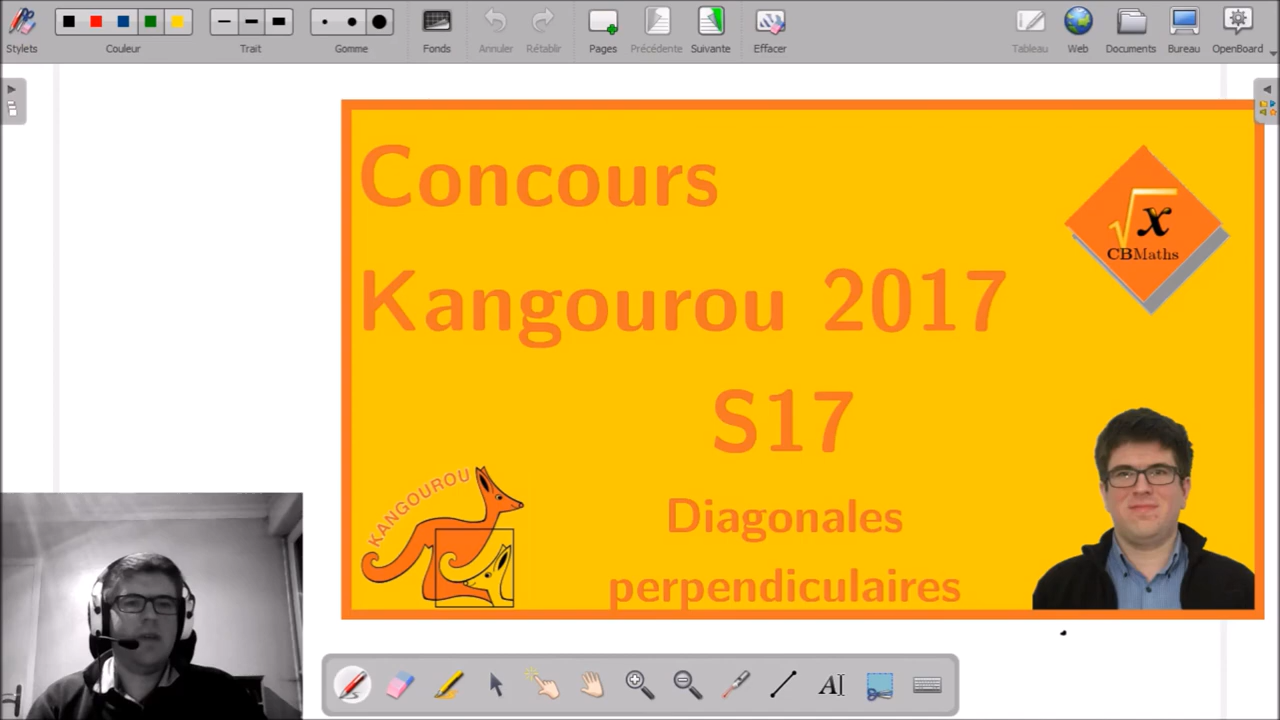 Stylets
Couleur
Trait
Gomme
Fonds
Annuler
Rétablir
Pages
Précédente
Suivante
Effacer
Tableau
Web
Documents
Bureau
OpenBoard
Concours
Kangourou 2017
S17
Diagonales
perpendiculaires
√x
CBMaths
KANGOUROU
AI